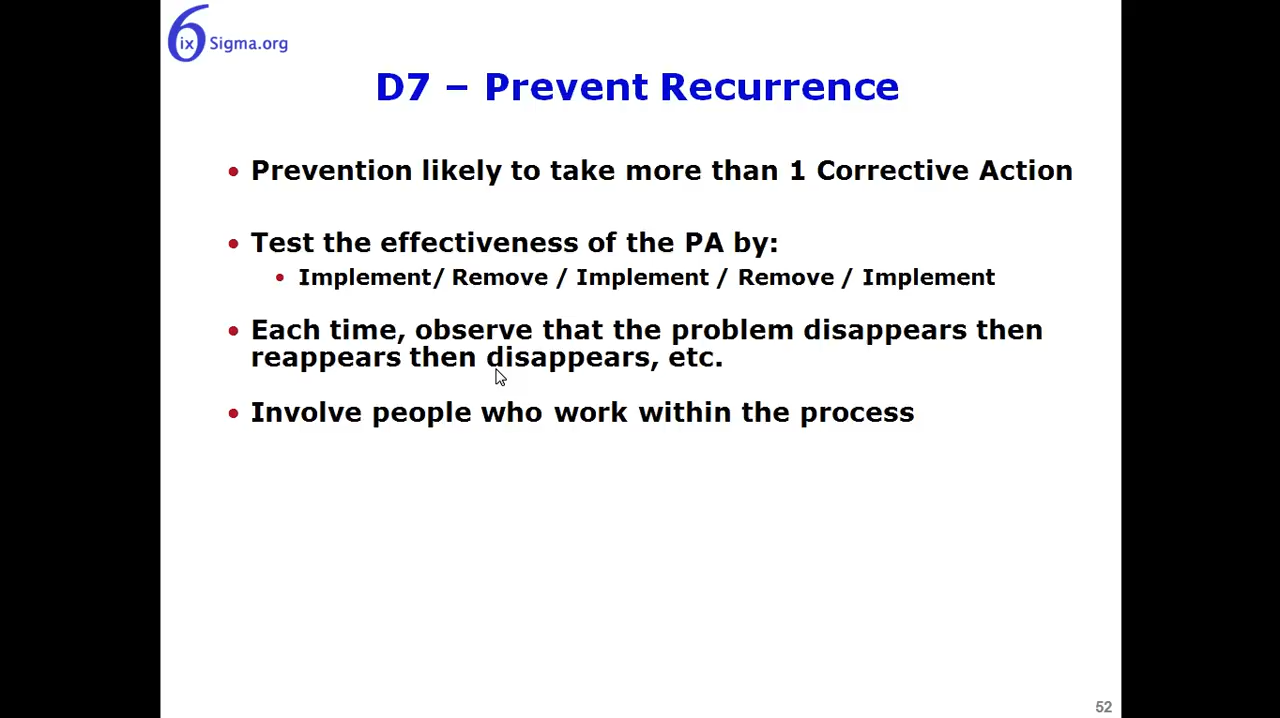 6ix Sigma.org
D7 – Prevent Recurrence
• Prevention likely to take more than 1 Corrective Action
• Test the effectiveness of the PA by:
• Implement/ Remove / Implement / Remove / Implement
• Each time, observe that the problem disappears then
reappears then disappears, etc.
• Involve people who work within the process
52